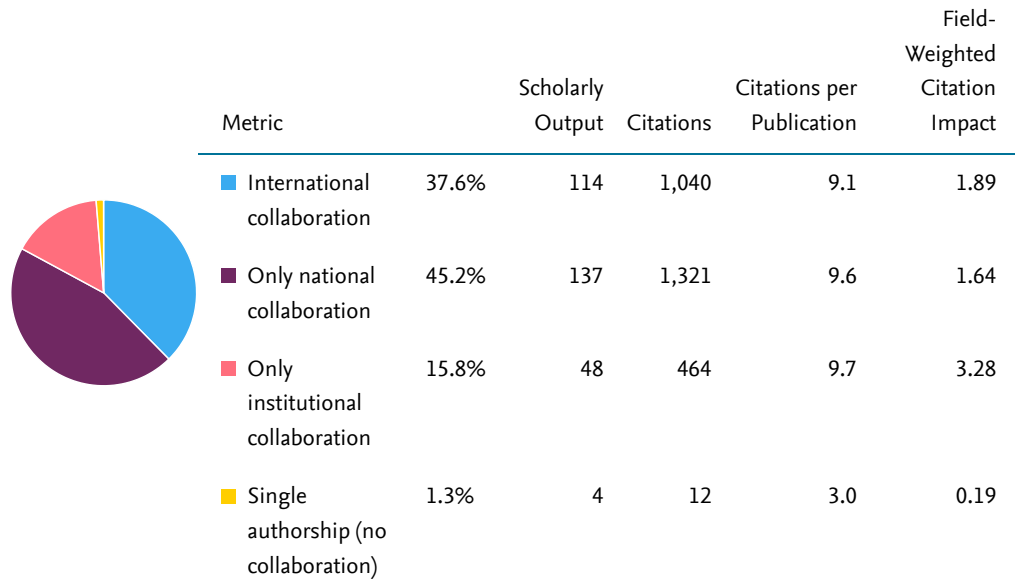 Field-
Weighted
Scholarly Citations per Citation
Metric Output Citations Publication Impact
International 37.6% 114 1,040 9.1 1.89
collaboration
Only national 45.2% 137 1,321 9.6 1.64
collaboration
Only 15.8% 48 464 9.7 3.28
institutional
collaboration
Single 1.3% 4 12 3.0 0.19
authorship (no
collaboration)